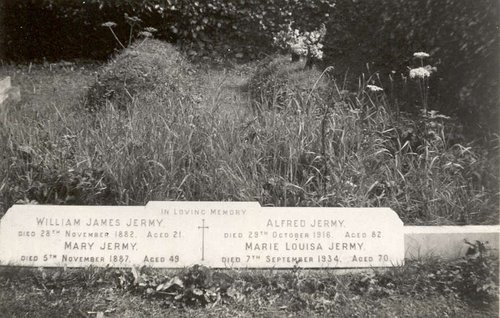 IN LOVING MEMORY
WILLIAM JAMES JERMY,
DIED 28TH NOVEMBER 1882, AGED 21
MARY JERMY,
DIED 5TH NOVEMBER 1887, AGED 49
ALFRED JERMY,
DIED 29TH OCTOBER 1916, AGED 82
MARIE LOUISA JERMY,
DIED 7TH SEPTEMBER 1934, AGED 70.